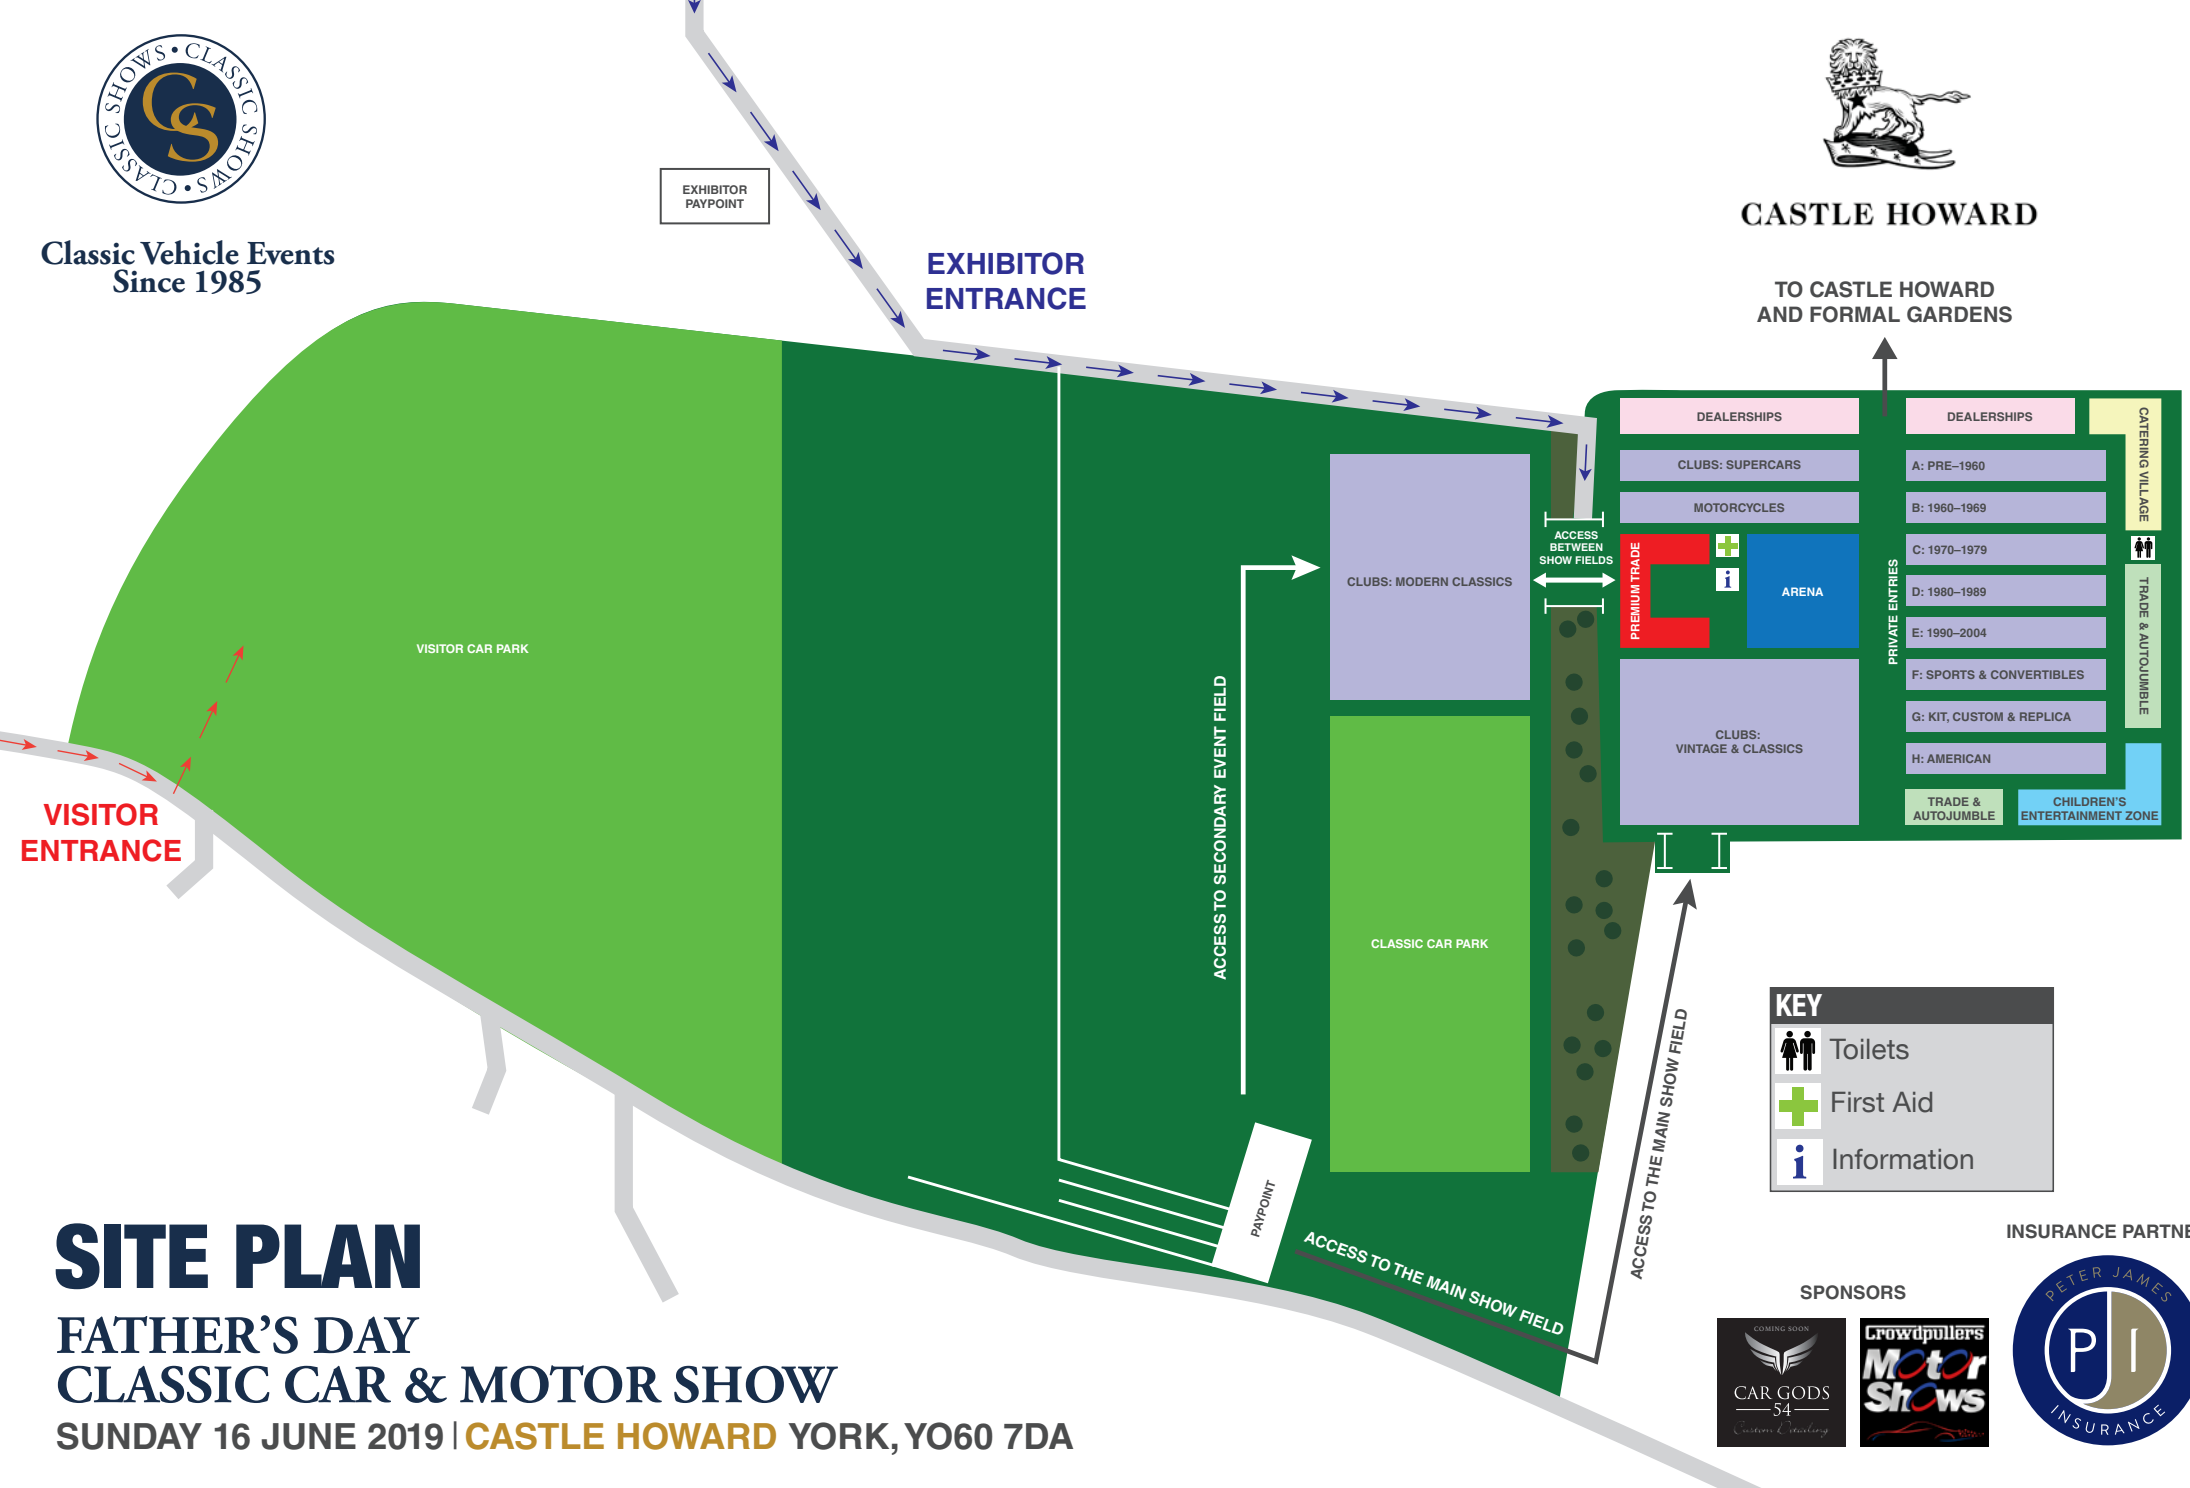 CLASSIC SHOWS • CLASSIC SHOWS •
CS
Classic Vehicle Events
Since 1985
EXHIBITOR
PAYPOINT
EXHIBITOR
ENTRANCE
CASTLE HOWARD
TO CASTLE HOWARD
AND FORMAL GARDENS
DEALERSHIPS
DEALERSHIPS
CATERING VILLAGE
CLUBS: SUPERCARS
A: PRE–1960
MOTORCYCLES
B: 1960–1969
ACCESS
BETWEEN
SHOW FIELDS
PREMIUM TRADE
i
ARENA
PRIVATE ENTRIES
C: 1970–1979
D: 1980–1989
E: 1990–2004
F: SPORTS & CONVERTIBLES
G: KIT, CUSTOM & REPLICA
H: AMERICAN
TRADE & AUTOJUMBLE
CLUBS: MODERN CLASSICS
CLUBS:
VINTAGE & CLASSICS
TRADE &
AUTOJUMBLE
CHILDREN'S
ENTERTAINMENT ZONE
VISITOR CAR PARK
VISITOR
ENTRANCE
ACCESS TO SECONDARY EVENT FIELD
CLASSIC CAR PARK
PAYPOINT
ACCESS TO THE MAIN SHOW FIELD
ACCESS TO THE MAIN SHOW FIELD
KEY
Toilets
First Aid
i Information
SITE PLAN
FATHER'S DAY
CLASSIC CAR & MOTOR SHOW
SUNDAY 16 JUNE 2019 | CASTLE HOWARD YORK, YO60 7DA
SPONSORS
COMING SOON
CAR GODS
54
Custom Detailing
Crowdpullers
Motor
Shows
INSURANCE PARTNE
PETER JAMES
PJI
INSURANCE